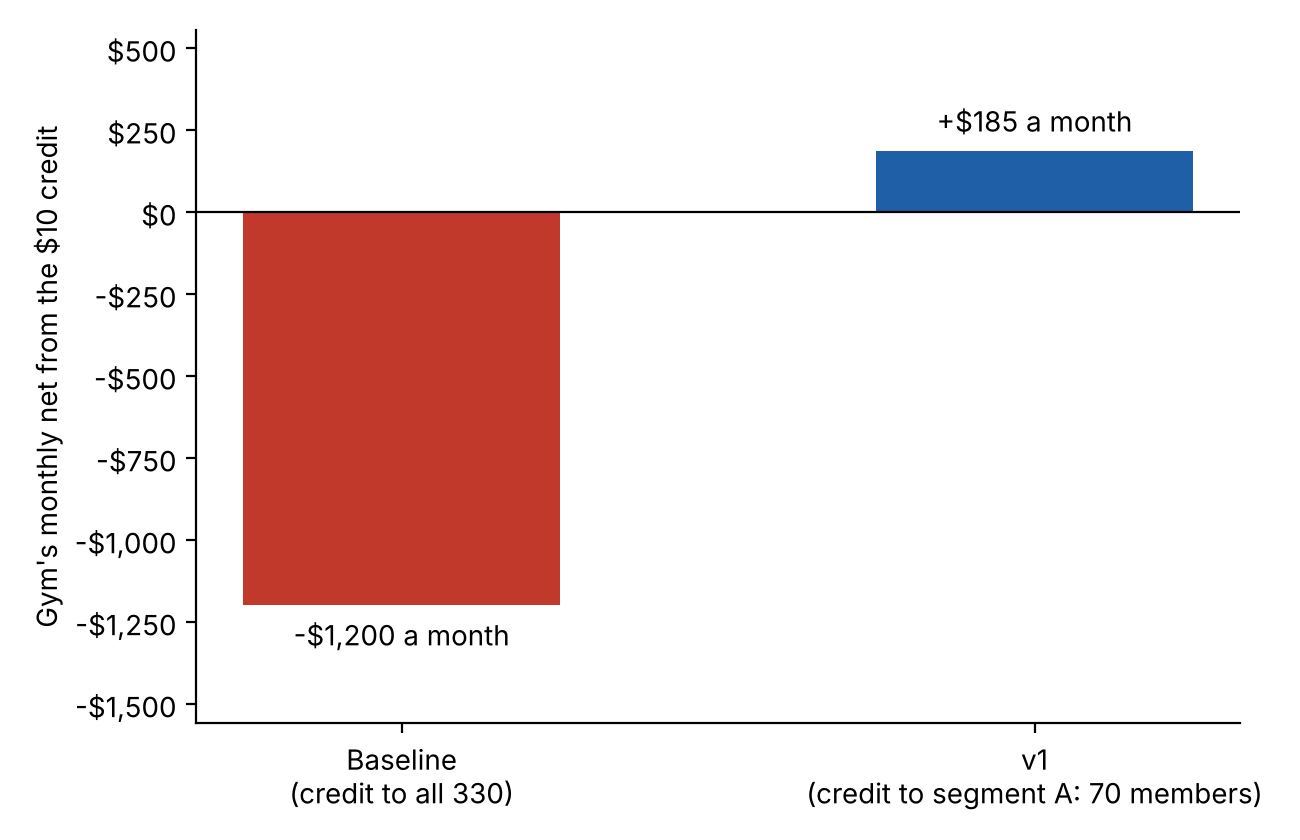 Gym's monthly net from the $10 credit
$500
$250
$0
-$250
-$500
-$750
-$1,000
-$1,250
-$1,500
+$185 a month
-$1,200 a month
Baseline
(credit to all 330)
v1
(credit to segment A: 70 members)